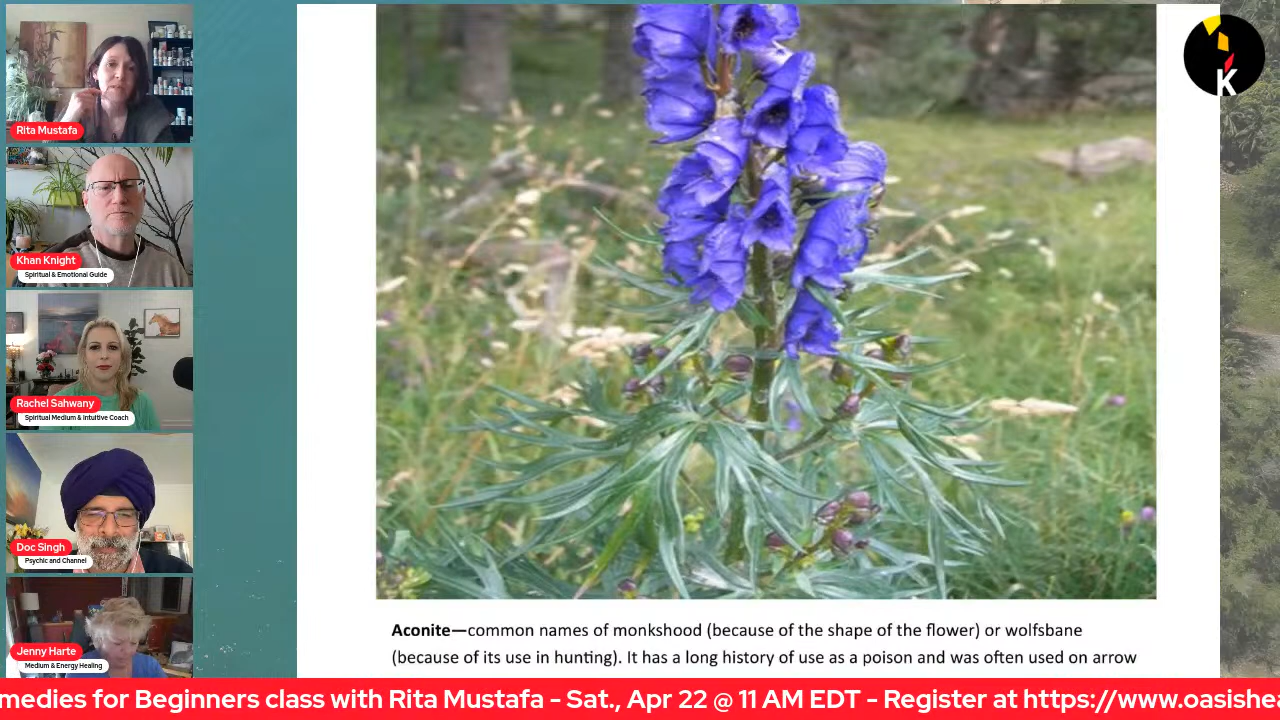 Rita Mustafa
Khan Knight
Spiritual & Emotional Guide
Rachel Sahwany
Spiritual Medium & Intuitive Coach
Doc Singh
Psychic and Channel
Jenny Harte
Medium & Energy Healing
K
Aconite—common names of monkshood (because of the shape of the flower) or wolfsbane
(because of its use in hunting). It has a long history of use as a poison and was often used on arrow
medies for Beginners class with Rita Mustafa - Sat., Apr 22 @ 11 AM EDT - Register at https://www.oasishea